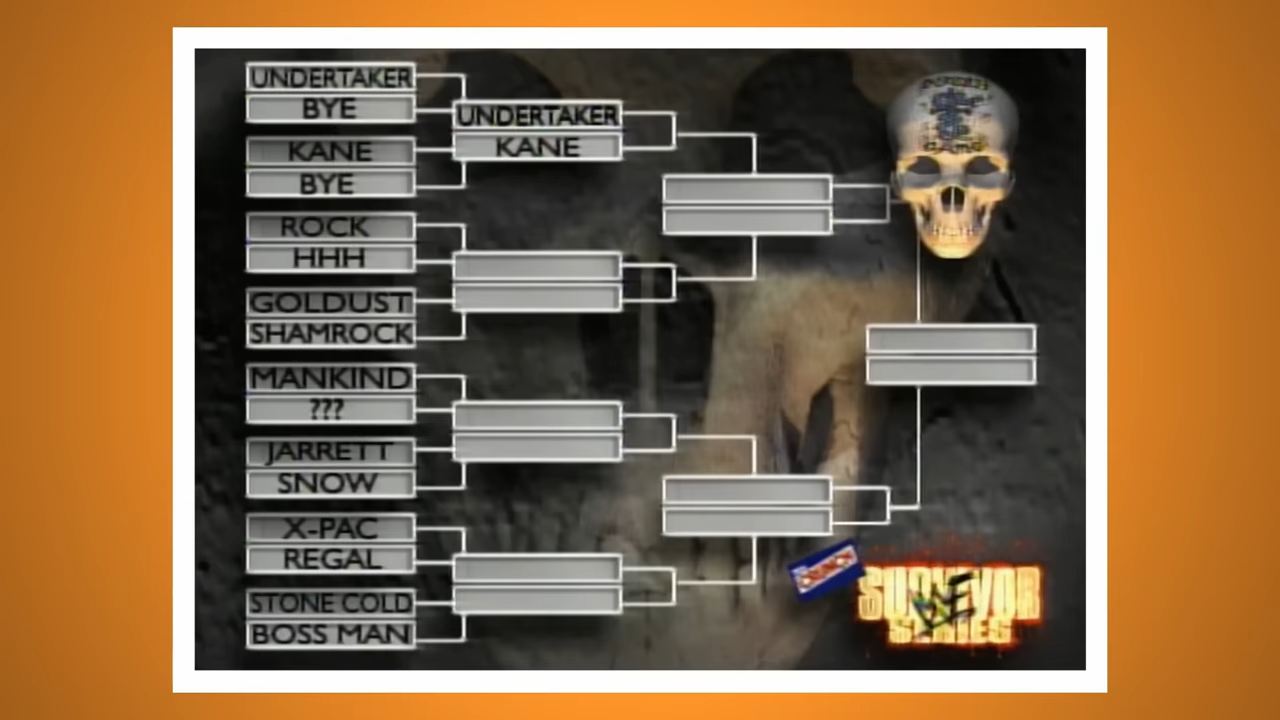 UNDERTAKER
BYE
KANE
BYE
ROCK
HHH
GOLDUST
SHAMROCK
MANKIND
???
JARRETT
SNOW
X-PAC
REGAL
STONE COLD
BOSS MAN
UNDERTAKER
KANE
SURVIVOR
SERIES